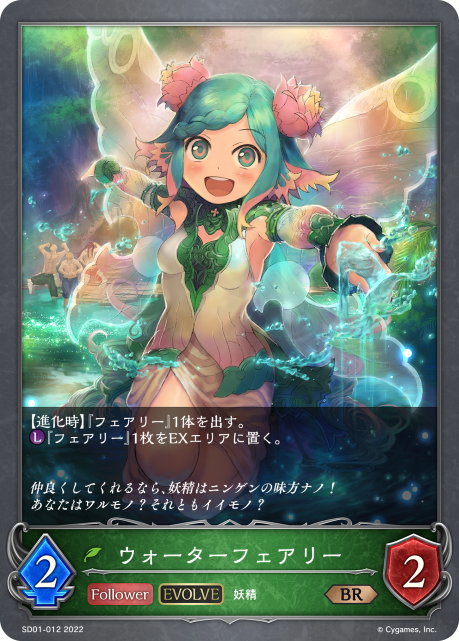 【進化時】『フェアリー』1体を出す。
L『フェアリー』1枚をEXエリアに置く。
仲良くしてくれるなら、妖精はニンゲンの味方ナノ！
あなたはワルモノ？それともイイモノ？
ウォーターフェアリー
2 Follower EVOLVE 妖精 BR 2
SD01-012 2022 © Cygames, Inc.